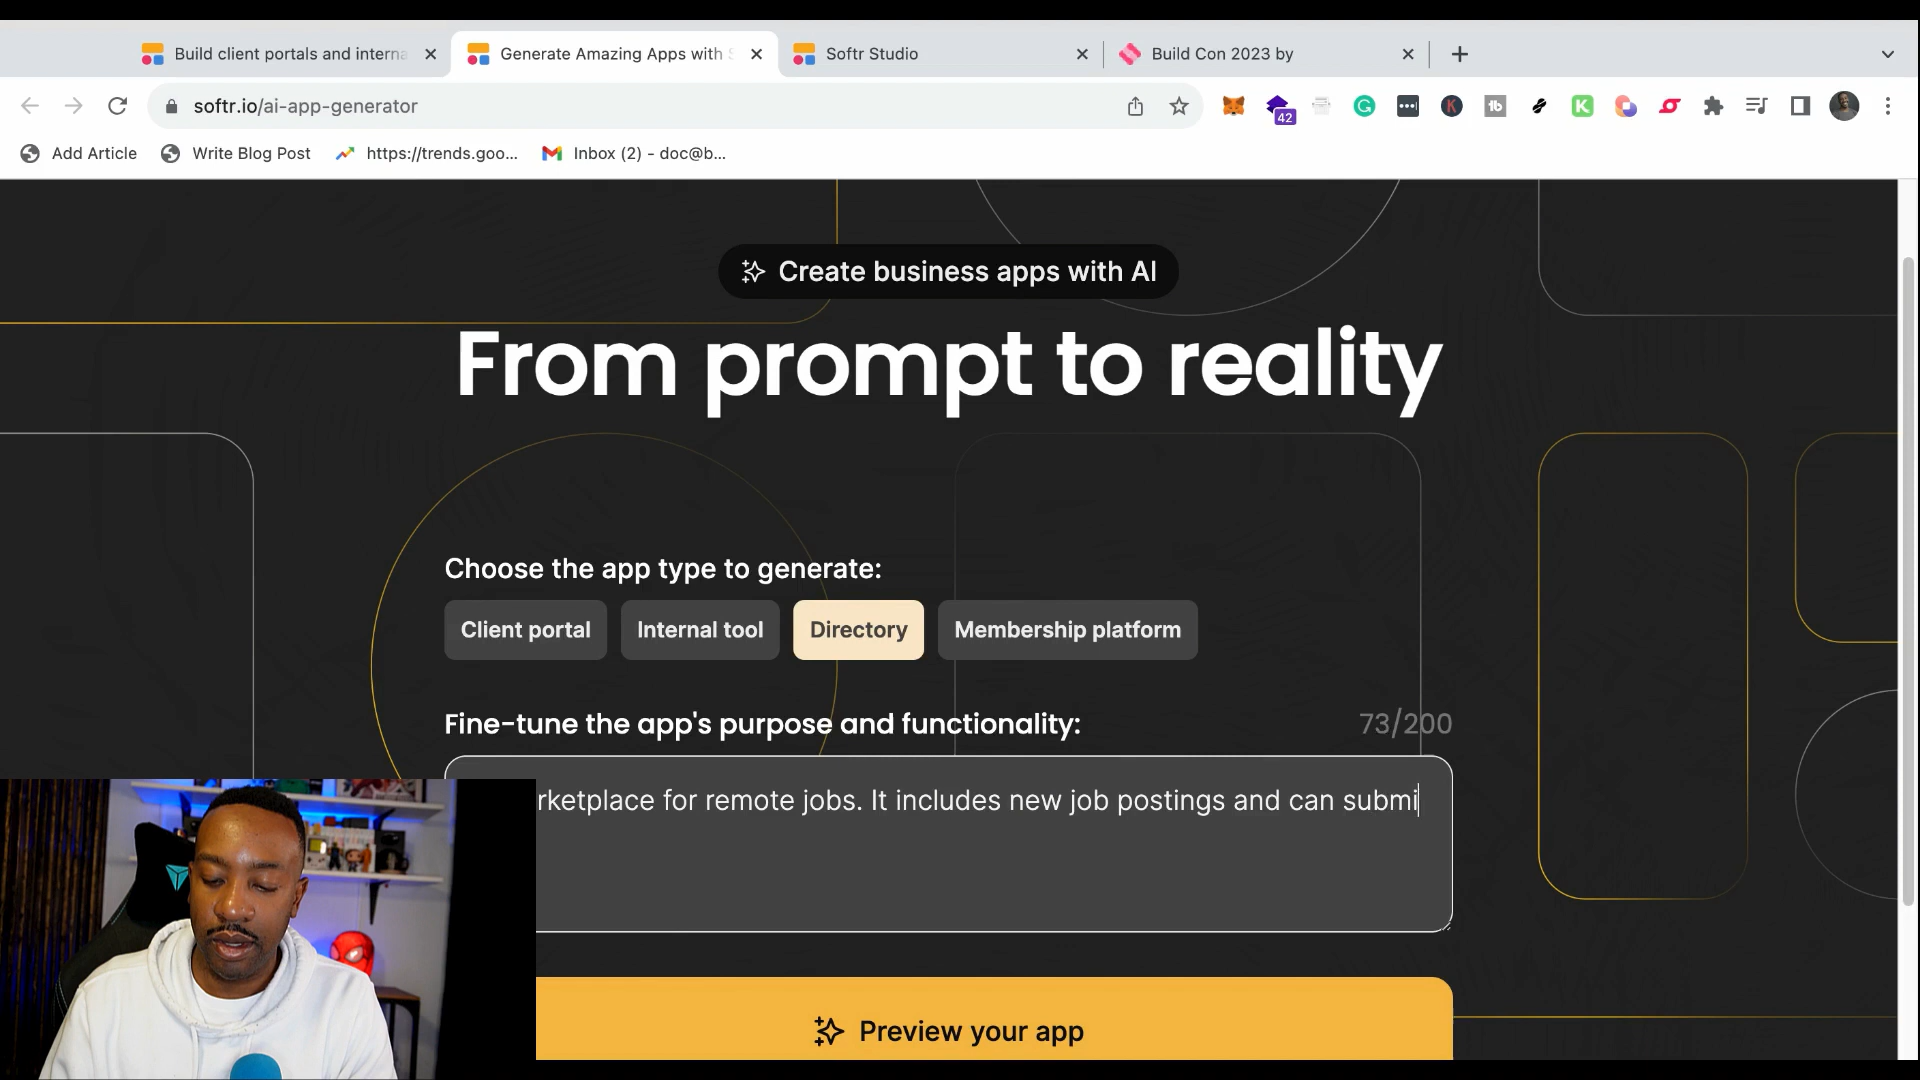 Build client portals and interna
Generate Amazing Apps with
Softr Studio
Build Con 2023 by
softr.io/ai-app-generator
42
Add Article
Write Blog Post
https://trends.goo...
Inbox (2) - doc@b...
Create business apps with AI
From prompt to reality
Choose the app type to generate:
Client portal
Internal tool
Directory
Membership platform
Fine-tune the app's purpose and functionality:
73/200
rketplace for remote jobs. It includes new job postings and can submi
Preview your app